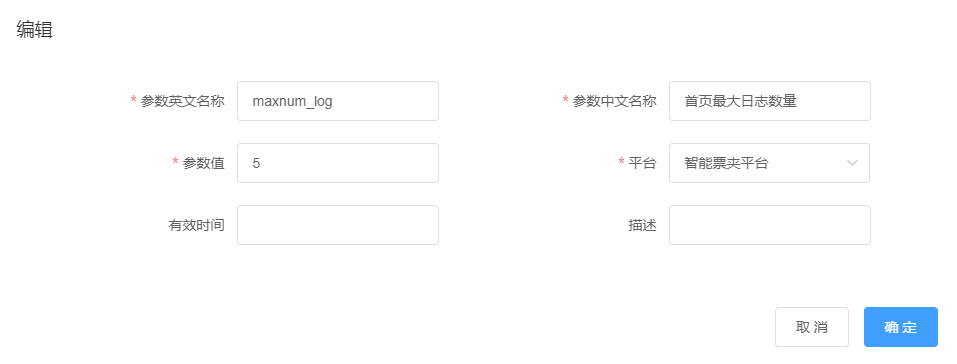 编辑
* 参数英文名称 maxnum_log * 参数中文名称 首页最大日志数量
* 参数值 5 * 平台 智能票夹平台
有效时间 描述
取消 确定